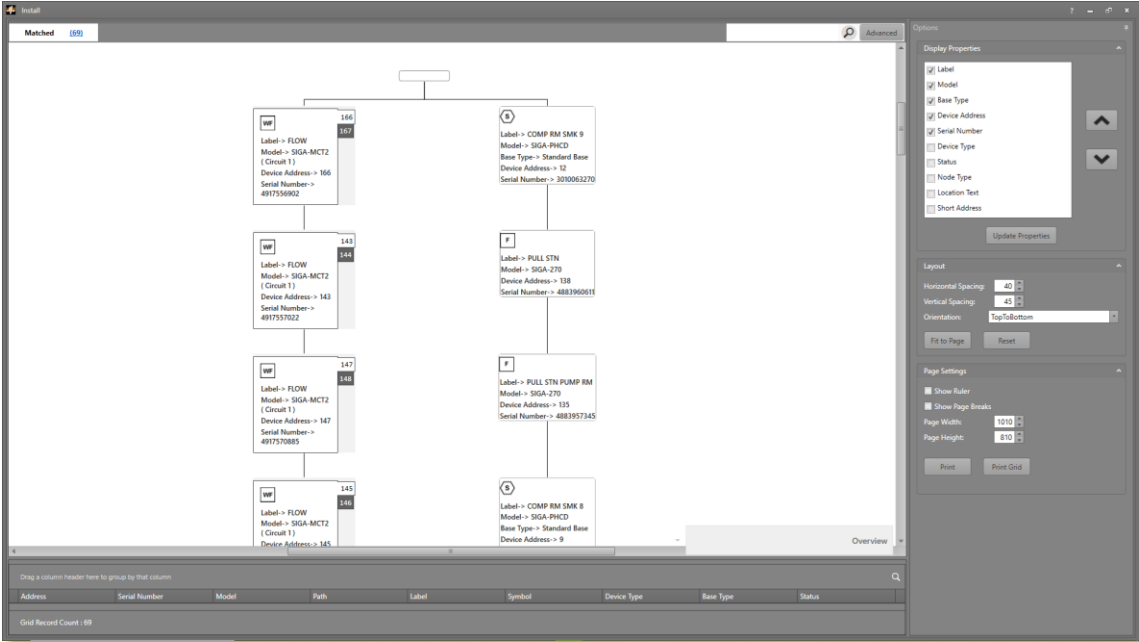 Install
?
Matched (69)
Advanced
WF
166
167
Label-> FLOW
Model-> SIGA-MCT2
( Circuit 1 )
Device Address-> 166
Serial Number->
4917556902
WF
143
144
Label-> FLOW
Model-> SIGA-MCT2
( Circuit 1 )
Device Address-> 143
Serial Number->
4917557022
WF
147
148
Label-> FLOW
Model-> SIGA-MCT2
( Circuit 1 )
Device Address-> 147
Serial Number->
4917570885
WF
145
146
Label-> FLOW
Model-> SIGA-MCT2
( Circuit 1 )
Device Address-> 145
S
Label-> COMP RM SMK 9
Model-> SIGA-PHCD
Base Type-> Standard Base
Device Address-> 12
Serial Number-> 3010063270
F
Label-> PULL STN
Model-> SIGA-270
Device Address-> 138
Serial Number-> 4883960611
F
Label-> PULL STN PUMP RM
Model-> SIGA-270
Device Address-> 135
Serial Number-> 4883957345
S
Label-> COMP RM SMK 8
Model-> SIGA-PHCD
Base Type-> Standard Base
Device Address-> 9
Overview
Options
Display Properties
Label
Model
Base Type
Device Address
Serial Number
Device Type
Status
Node Type
Location Text
Short Address
Update Properties
Layout
Horizontal Spacing: 40
Vertical Spacing: 45
Orientation: TopToBottom
Fit to Page Reset
Page Settings
Show Ruler
Show Page Breaks
Page Width: 1010
Page Height: 810
Print Print Grid
Drag a column header here to group by that column
Address Serial Number Model Path Label Symbol Device Type Base Type Status
Grid Record Count : 69